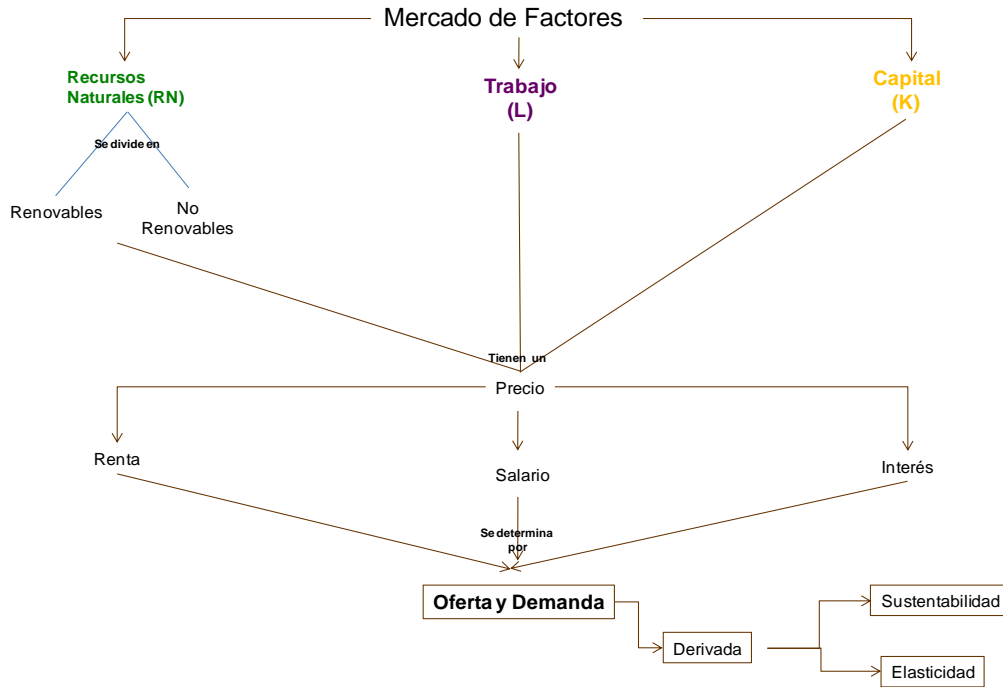 Mercado de Factores
Recursos
Naturales (RN)
Trabajo
(L)
Capital
(K)
Se divide en
Renovables
No
Renovables
Tienen un
Precio
Renta
Salario
Interés
Se determina
por
Oferta y Demanda
Sustentabilidad
Derivada
Elasticidad